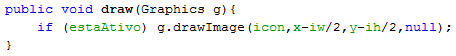 public void draw(Graphics g){
    if (estaAtivo) g.drawImage(icon,x-iw/2,y-ih/2,null);
}